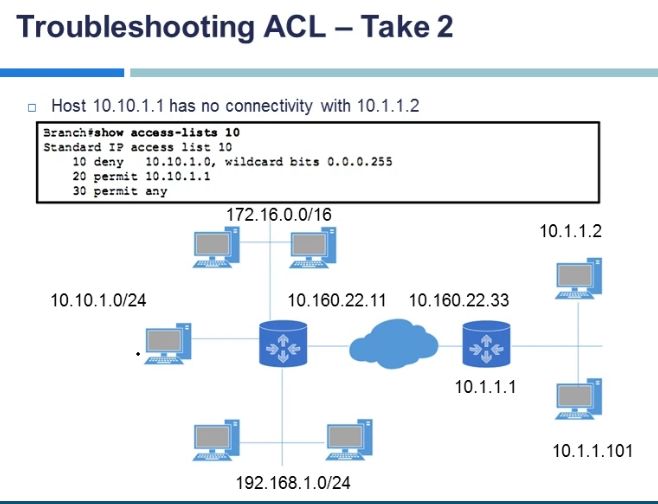 Troubleshooting ACL – Take 2
Host 10.10.1.1 has no connectivity with 10.1.1.2
Branch#show access-lists 10
Standard IP access list 10
10 deny 10.10.1.0, wildcard bits 0.0.0.255
20 permit 10.10.1.1
30 permit any
172.16.0.0/16
10.1.1.2
10.10.1.0/24
10.160.22.11
10.160.22.33
10.1.1.1
10.1.1.101
192.168.1.0/24